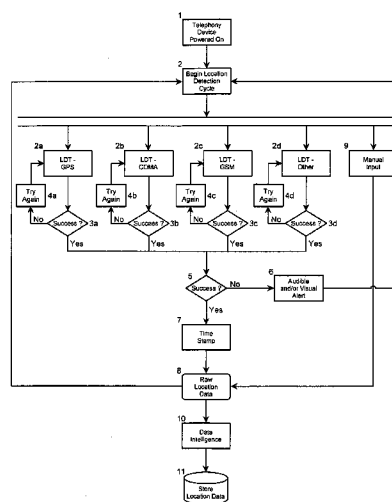 1
Telephony
Device
Powered On
2
Begin Location
Detection
Cycle
2a
LDT -
GPS
2b
LDT -
CDMA
2c
LDT -
GSM
2d
LDT -
Other
9
Manual
Input
Try
Again
4a
Try
Again
4b
Try
Again
4c
Try
Again
4d
No
Success ?
3a
No
Success ?
3b
No
Success ?
3c
No
Success ?
3d
Yes
Yes
Yes
Yes
5
Success ?
No
6
Audible
and/or Visual
Alert
Yes
7
Time
Stamp
8
Raw
Location
Data
10
Data
Intelligence
11
Store
Location Data